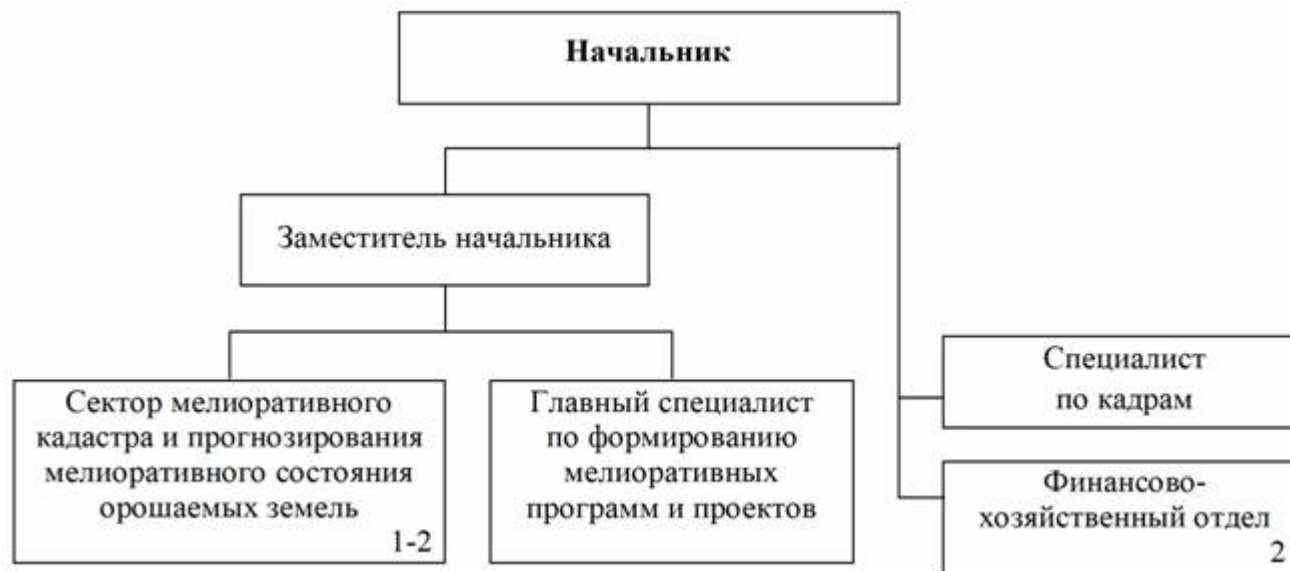 Начальник
Заместитель начальника
Сектор мелиоративного
кадастра и прогнозирования
мелиоративного состояния
орошаемых земель
1-2
Главный специалист
по формированию
мелиоративных
программ и проектов
Специалист
по кадрам
Финансово-
хозяйственный отдел
2